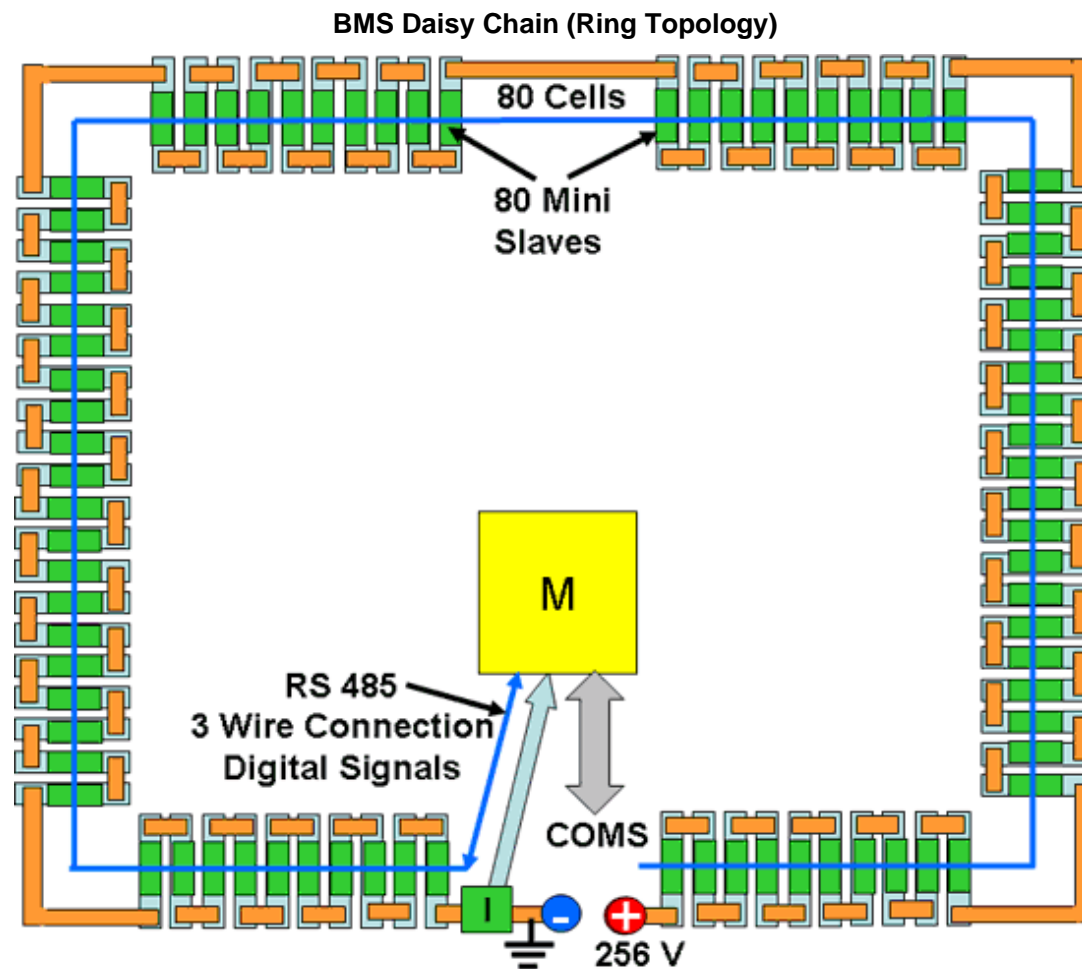 BMS Daisy Chain (Ring Topology)
80 Cells
80 Mini
Slaves
M
RS 485
3 Wire Connection
Digital Signals
COMS
I
-
+
256 V